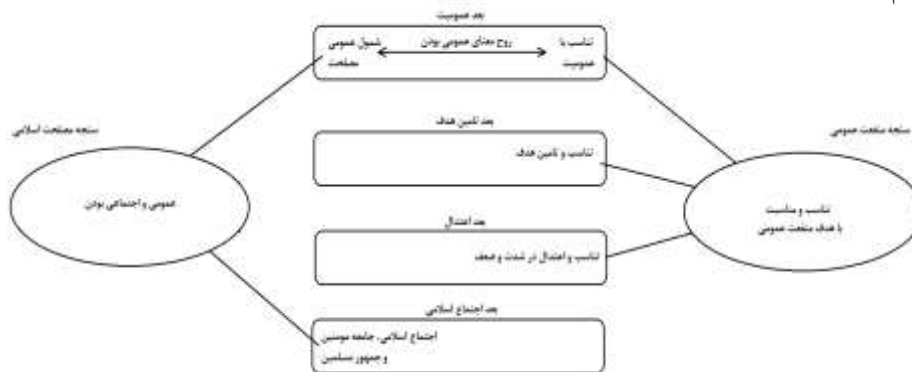 بعد عمومیت
تناسب با
عمومیت
روح معنای عمومی بودن
شمول عمومی
مصلحت
سنجه منفعت عمومی
سنجه مصلحت اسلامی
بعد تامین هدف
تناسب و تامین هدف
تناسب و مناسبت
با هدف منفعت عمومی
عمومی و اجتماعی بودن
بعد اعتدال
تناسب و اعتدال در شدت و ضعف
بعد اجتماع اسلامی
اجتماع اسلامی، جامعه مومنین
و جمهور مسلمین